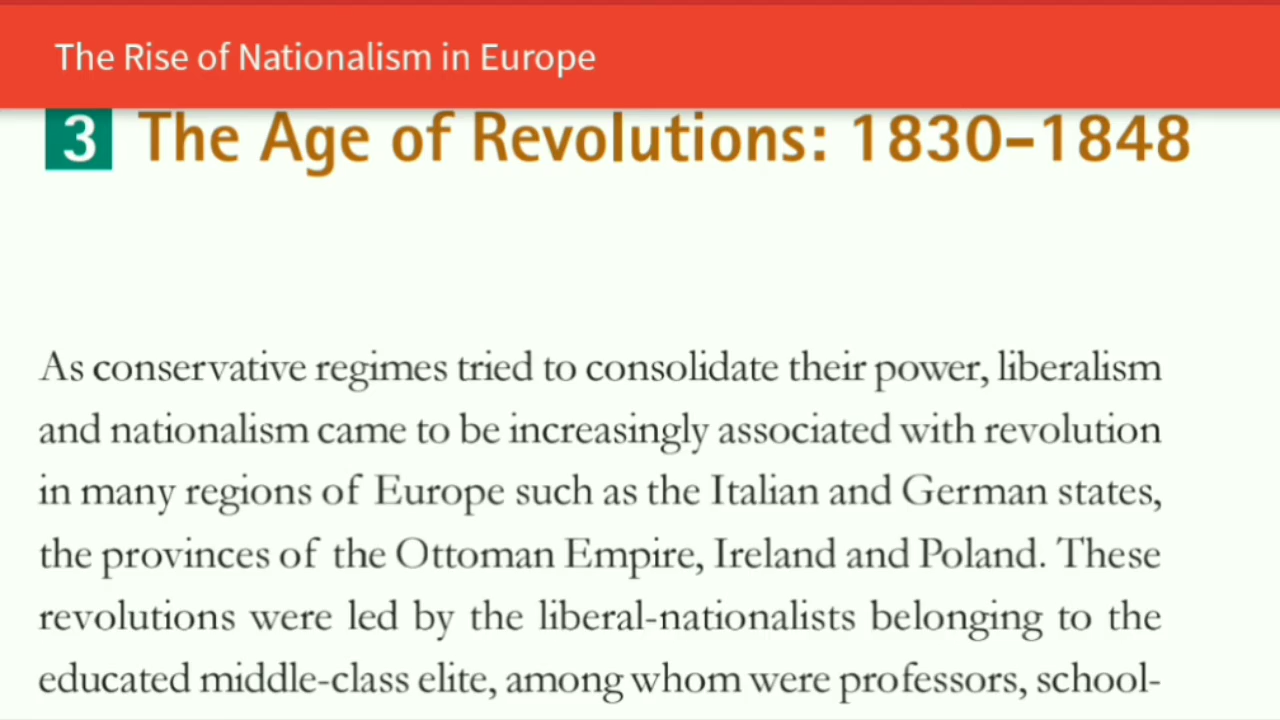 The Rise of Nationalism in Europe
3 The Age of Revolutions: 1830–1848
As conservative regimes tried to consolidate their power, liberalism
and nationalism came to be increasingly associated with revolution
in many regions of Europe such as the Italian and German states,
the provinces of the Ottoman Empire, Ireland and Poland. These
revolutions were led by the liberal-nationalists belonging to the
educated middle-class elite, among whom were professors, school-